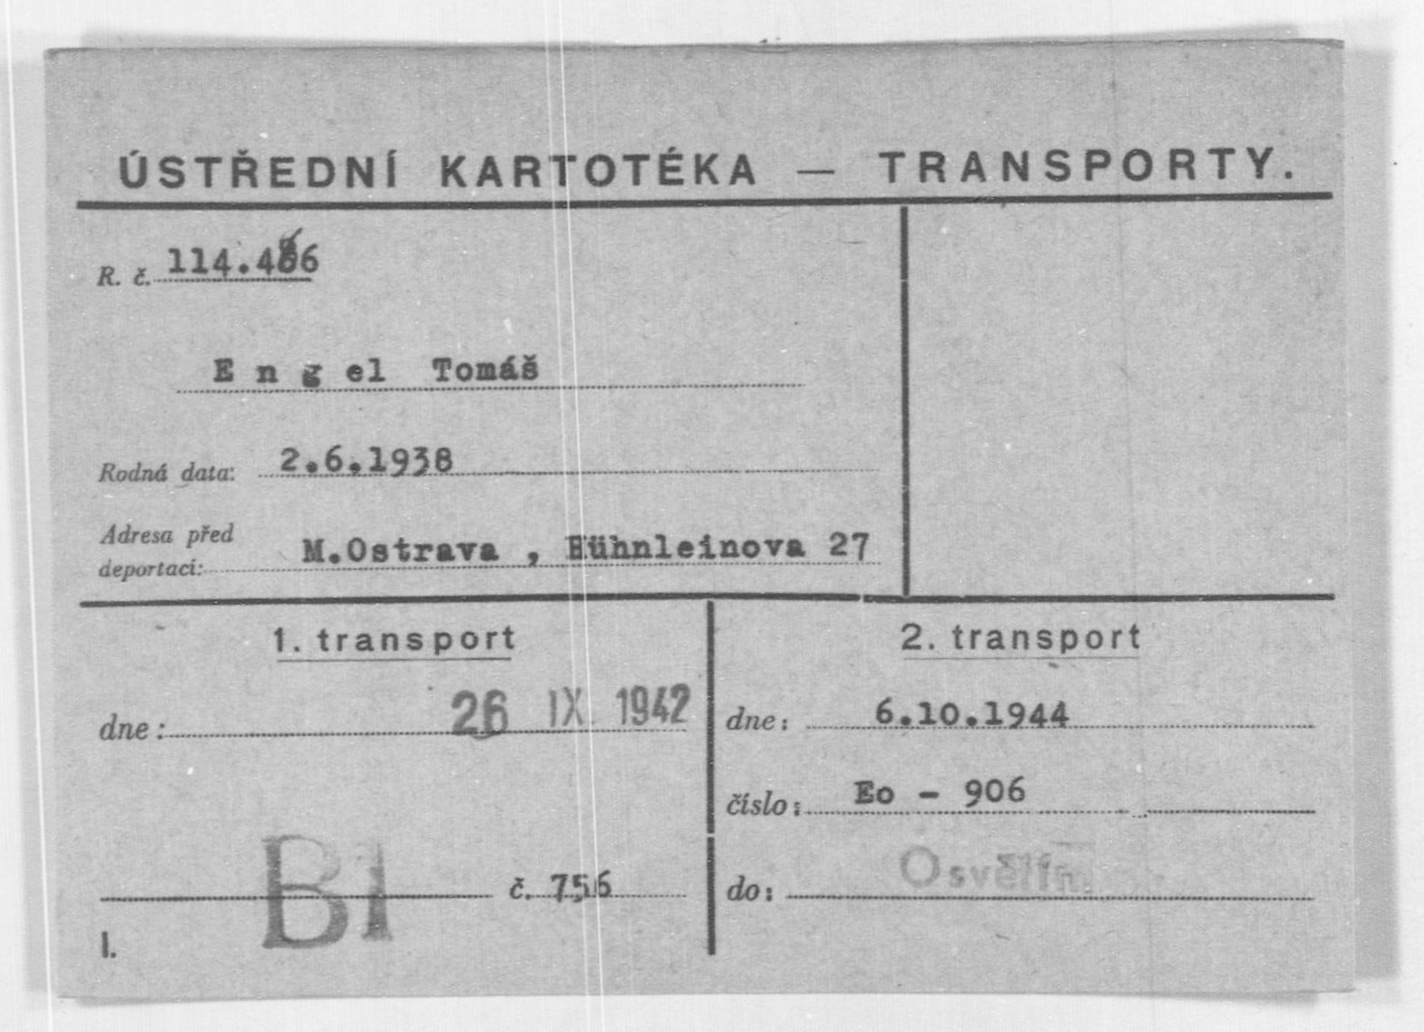 ÚSTŘEDNÍ KARTOTÉKA — TRANSPORTY.
R. č. 114.486
E n g el Tomáš
Rodná data: 2.6.1938
Adresa před
deportací: M.Ostrava , Hühnleinova 27
1. transport
dne: 26 IX 1942
BI č. 756
I.
2. transport
dne: 6.10.1944
číslo: Eo - 906
do: Osvětim